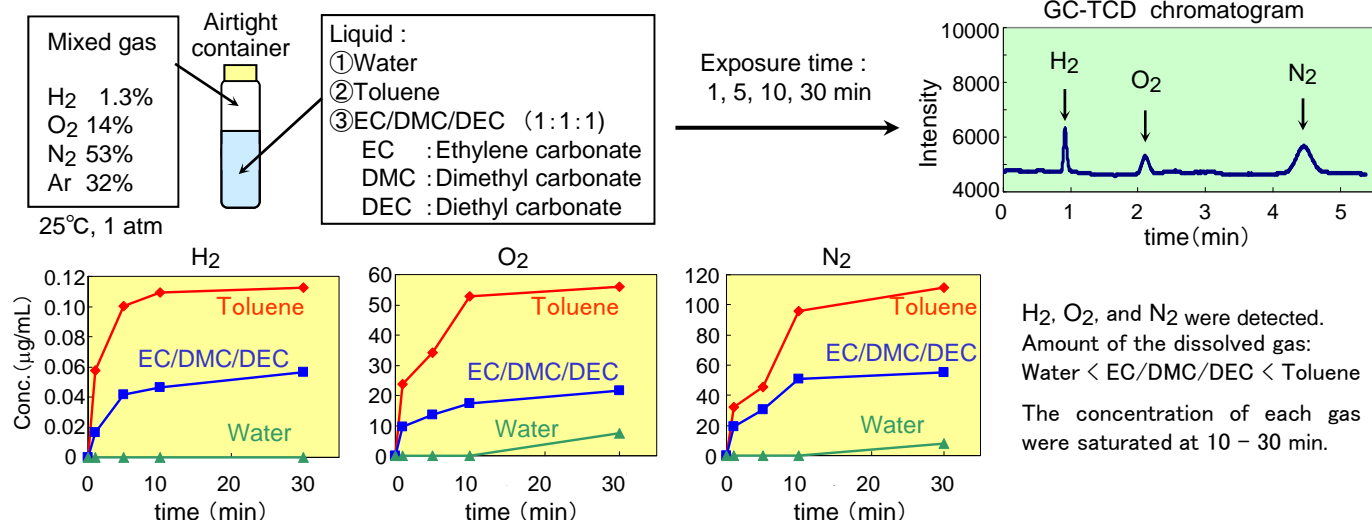 Mixed gas
H2 1.3%
O2 14%
N2 53%
Ar 32%
25℃, 1 atm
Airtight
container
Liquid :
①Water
②Toluene
③EC/DMC/DEC （1:1:1)
EC : Ethylene carbonate
DMC : Dimethyl carbonate
DEC : Diethyl carbonate
Exposure time :
1, 5, 10, 30 min
GC-TCD chromatogram
Intensity
10000
8000
6000
4000
H2
O2
N2
0 1 2 3 4 5
time（min)
H2
Conc. (μg/mL)
0.12
0.10
0.08
0.06
0.04
0.02
0
Toluene
EC/DMC/DEC
Water
0 10 20 30
time (min)
O2
60
50
40
30
20
10
0
Toluene
EC/DMC/DEC
Water
0 10 20 30
time (min)
N2
120
100
80
60
40
20
0
Toluene
EC/DMC/DEC
Water
0 10 20 30
time (min)
H2, O2, and N2 were detected.
Amount of the dissolved gas:
Water < EC/DMC/DEC < Toluene
The concentration of each gas
were saturated at 10 – 30 min.